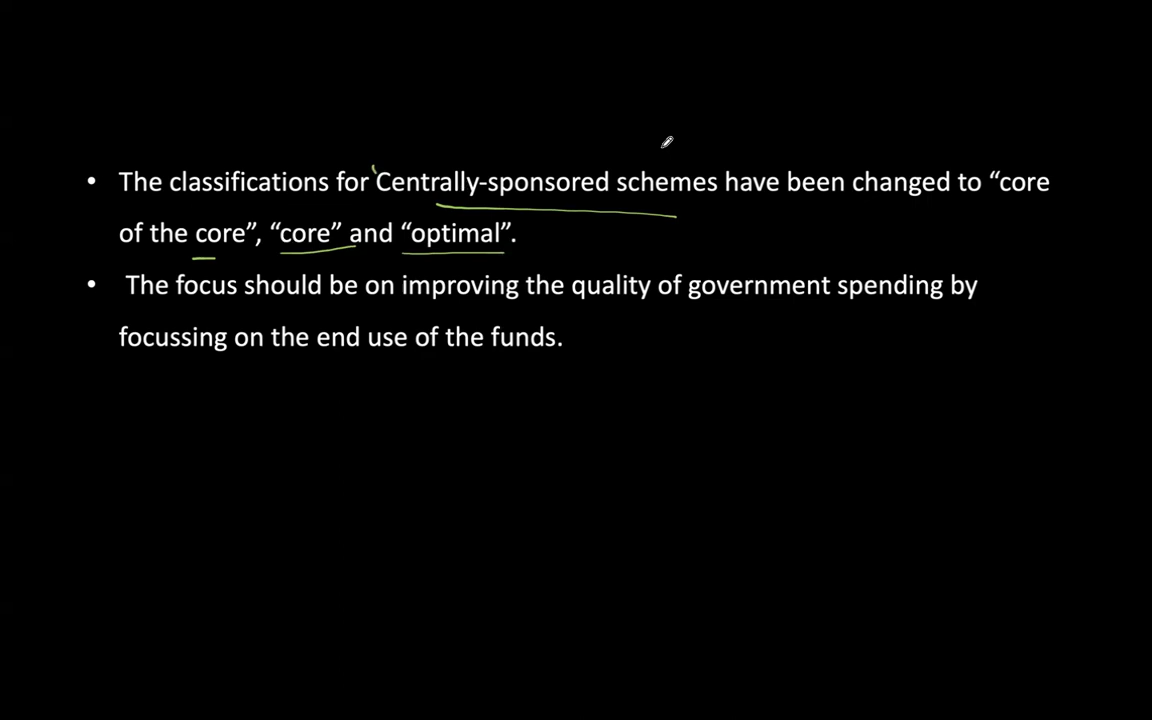 • The classifications for Centrally-sponsored schemes have been changed to “core
of the core”, “core” and “optimal”.
• The focus should be on improving the quality of government spending by
focussing on the end use of the funds.